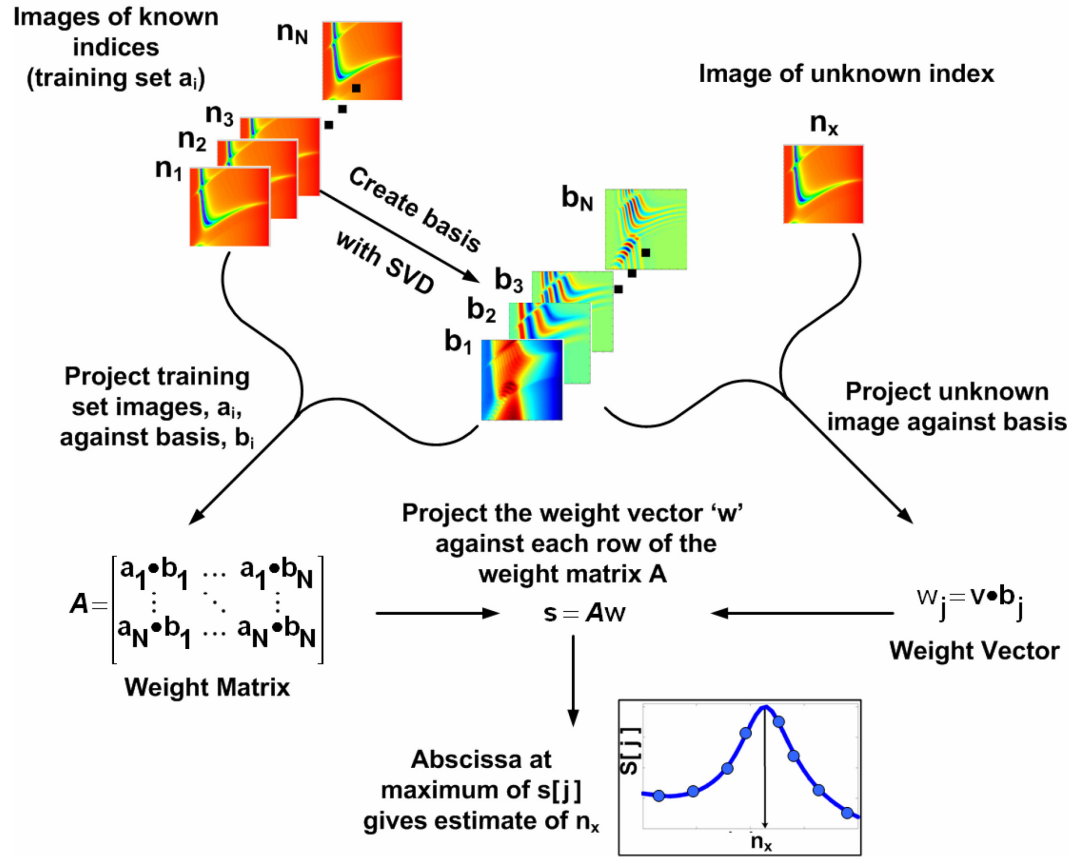 Images of known
indices
(training set aᵢ)
n_N
n₃
n₂
n₁
Image of unknown index
nₓ
Create basis
with SVD
b_N
b₃
b₂
b₁
Project training
set images, aᵢ,
against basis, bᵢ
Project unknown
image against basis
Project the weight vector ‘w’
against each row of the
weight matrix A
A=[a₁•b₁ ... a₁•b_N
⋮ ⋱ ⋮
a_N•b₁ ... a_N•b_N]
Weight Matrix
s = Aw
w_j = v•b_j
Weight Vector
Abscissa at
maximum of s[j]
gives estimate of nₓ
S[j]
nₓ